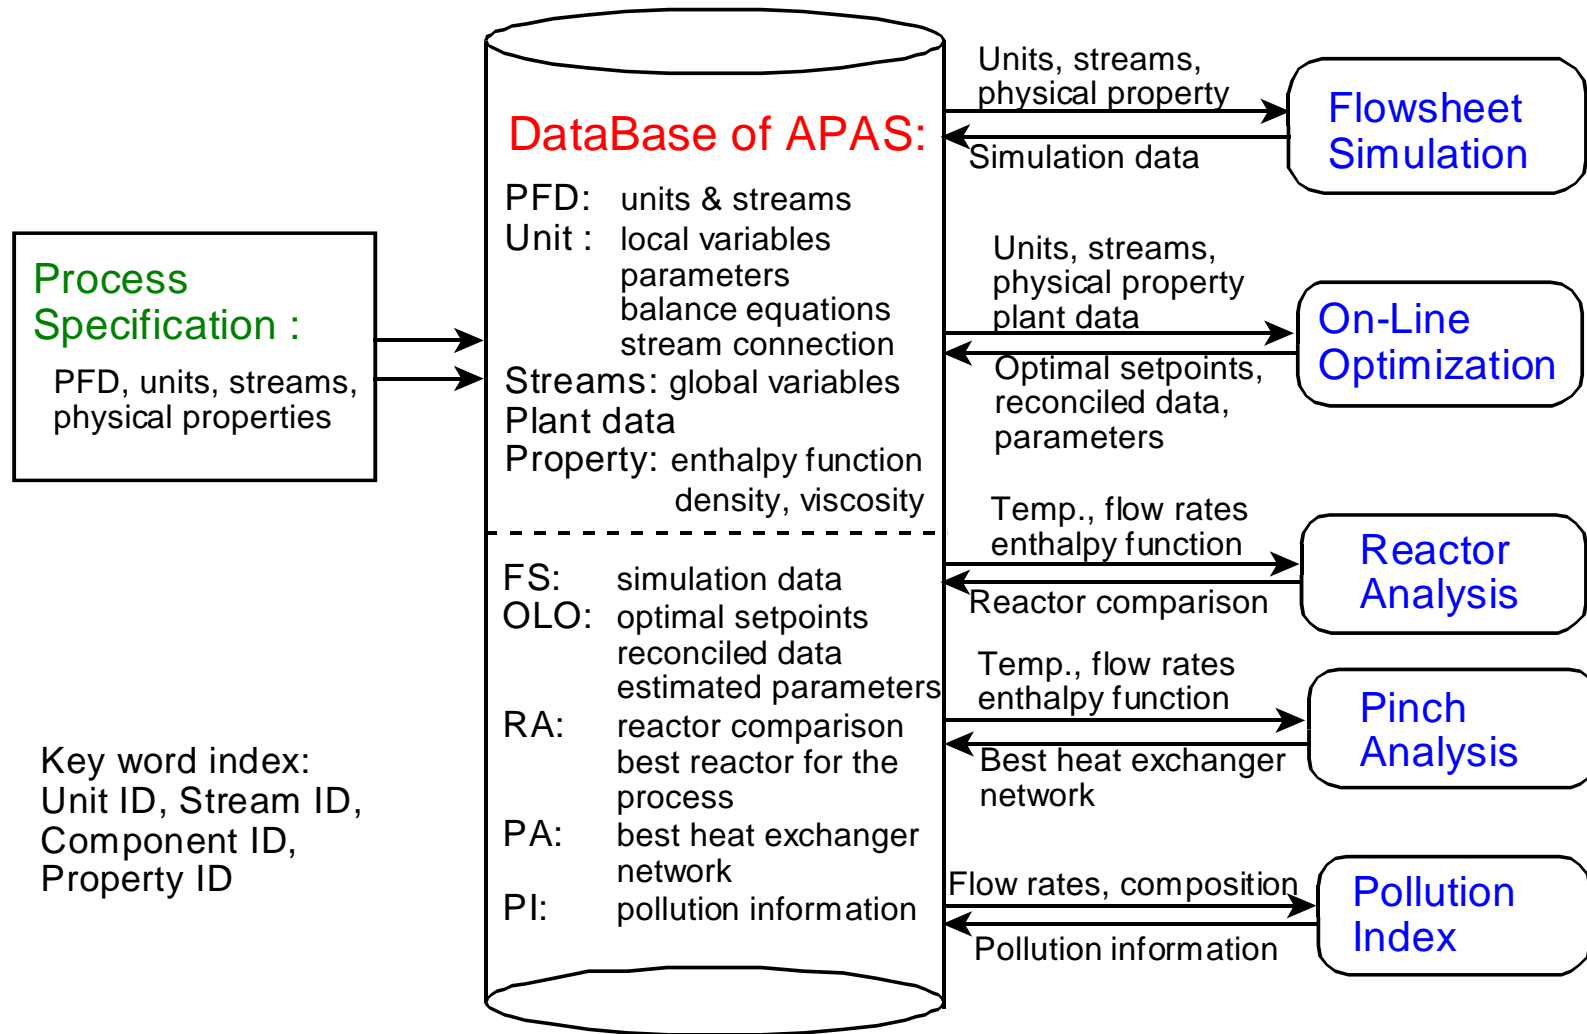 Process
Specification :
PFD, units, streams,
physical properties
Key word index:
Unit ID, Stream ID,
Component ID,
Property ID
DataBase of APAS:
PFD: units & streams
Unit : local variables
parameters
balance equations
stream connection
Streams: global variables
Plant data
Property: enthalpy function
density, viscosity
FS: simulation data
OLO: optimal setpoints
reconciled data
estimated parameters
RA: reactor comparison
best reactor for the
process
PA: best heat exchanger
network
PI: pollution information
Units, streams,
physical property
Simulation data
Flowsheet
Simulation
Units, streams,
physical property
plant data
Optimal setpoints,
reconciled data,
parameters
On-Line
Optimization
Temp., flow rates
enthalpy function
Reactor comparison
Reactor
Analysis
Temp., flow rates
enthalpy function
Best heat exchanger
network
Pinch
Analysis
Flow rates, composition
Pollution information
Pollution
Index